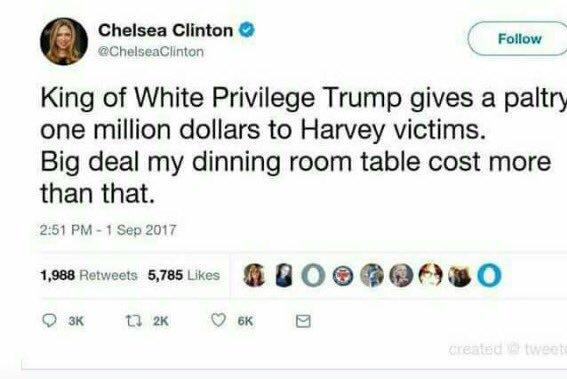 Chelsea Clinton
@ChelseaClinton
Follow
King of White Privilege Trump gives a paltry
one million dollars to Harvey victims.
Big deal my dinning room table cost more
than that.
2:51 PM - 1 Sep 2017
1,988 Retweets 5,785 Likes
3K 2K 6K
created @ tweet